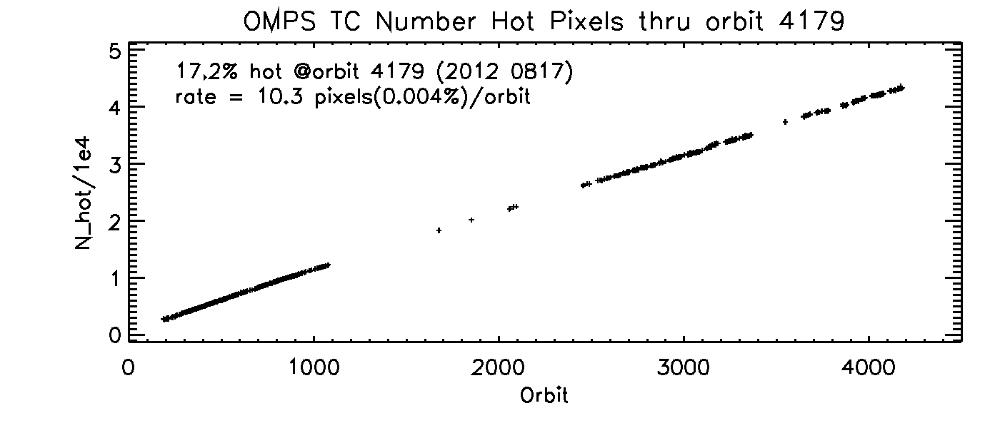 OMPS TC Number Hot Pixels thru orbit 4179
17.2% hot @orbit 4179 (2012 0817)
rate = 10.3 pixels(0.004%)/orbit
N_hot/1e4
5
4
3
2
1
0
0 1000 2000 3000 4000
Orbit